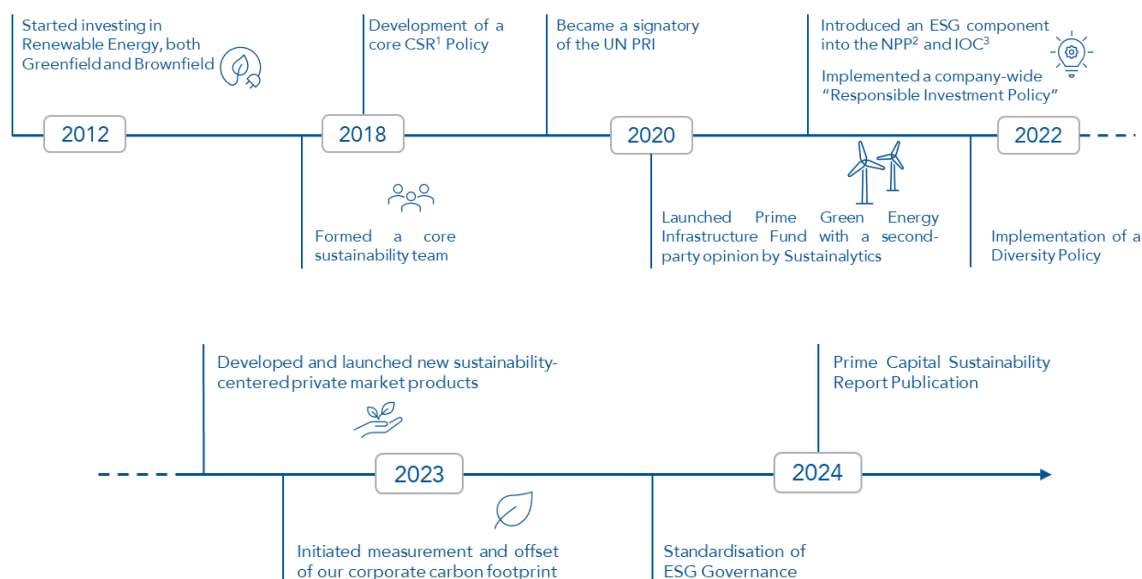 Started investing in
Renewable Energy, both
Greenfield and Brownfield
Development of a
core CSR¹ Policy
Became a signatory
of the UN PRI
Introduced an ESG component
into the NPP² and IOC³
Implemented a company-wide
"Responsible Investment Policy"
2012
2018
2020
2022
Formed a core
sustainability team
Launched Prime Green Energy
Infrastructure Fund with a second-
party opinion by Sustainalytics
Implementation of a
Diversity Policy
Developed and launched new sustainability-
centered private market products
Prime Capital Sustainability
Report Publication
2023
2024
Initiated measurement and offset
of our corporate carbon footprint
Standardisation of
ESG Governance